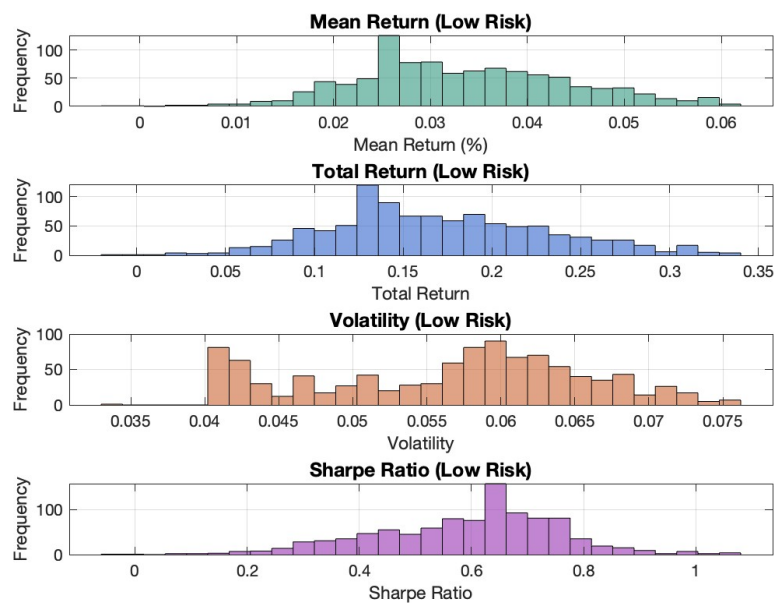 Mean Return (Low Risk)
Frequency
100
50
0
0 0.01 0.02 0.03 0.04 0.05 0.06
Mean Return (%)
Total Return (Low Risk)
Frequency
100
50
0
0 0.05 0.1 0.15 0.2 0.25 0.3 0.35
Total Return
Volatility (Low Risk)
Frequency
100
50
0
0.035 0.04 0.045 0.05 0.055 0.06 0.065 0.07 0.075
Volatility
Sharpe Ratio (Low Risk)
Frequency
100
0
0 0.2 0.4 0.6 0.8 1
Sharpe Ratio